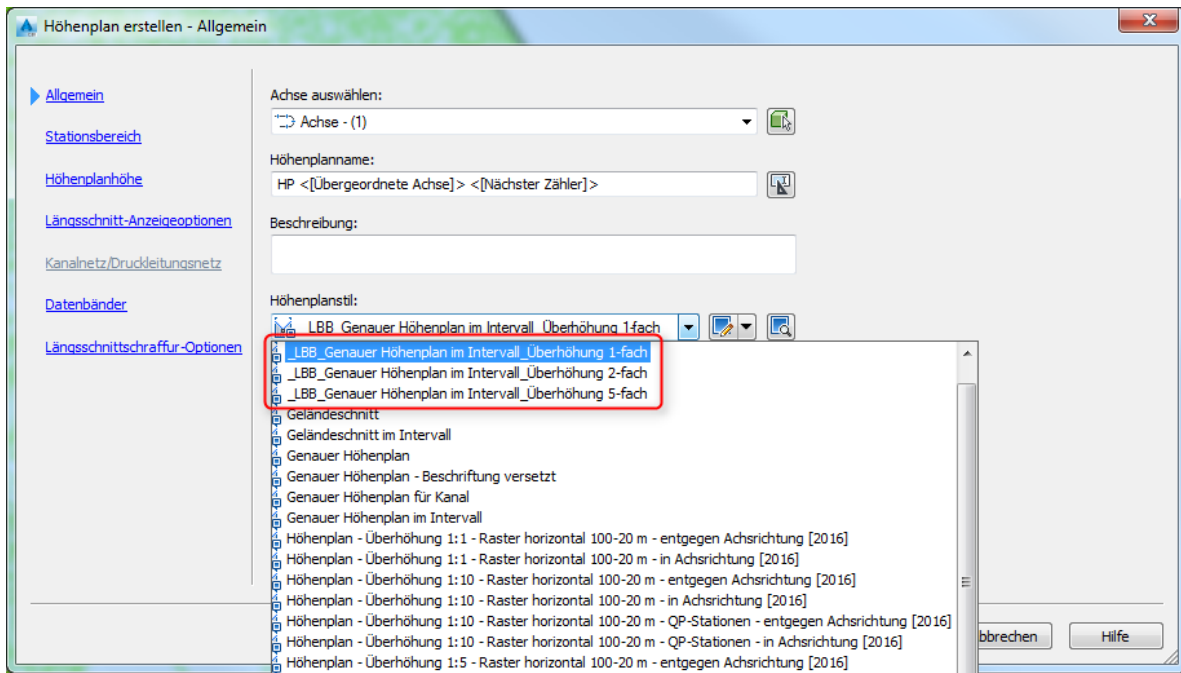 Höhenplan erstellen - Allgemein
Allgemein
Stationsbereich
Höhenplanhöhe
Längsschnitt-Anzeigeoptionen
Kanalnetz/Druckleitungsnetz
Datenbänder
Längsschnittschraffur-Optionen
Achse auswählen:
Achse - (1)
Höhenplanname:
HP <[Übergeordnete Achse]> <[Nächster Zähler]>
Beschreibung:
Höhenplanstil:
_LBB_Genauer Höhenplan im Intervall_Überhöhung 1-fach
_LBB_Genauer Höhenplan im Intervall_Überhöhung 1-fach
_LBB_Genauer Höhenplan im Intervall_Überhöhung 2-fach
_LBB_Genauer Höhenplan im Intervall_Überhöhung 5-fach
Geländeschnitt
Geländeschnitt im Intervall
Genauer Höhenplan
Genauer Höhenplan - Beschriftung versetzt
Genauer Höhenplan für Kanal
Genauer Höhenplan im Intervall
Höhenplan - Überhöhung 1:1 - Raster horizontal 100-20 m - entgegen Achsrichtung [2016]
Höhenplan - Überhöhung 1:1 - Raster horizontal 100-20 m - in Achsrichtung [2016]
Höhenplan - Überhöhung 1:10 - Raster horizontal 100-20 m - entgegen Achsrichtung [2016]
Höhenplan - Überhöhung 1:10 - Raster horizontal 100-20 m - in Achsrichtung [2016]
Höhenplan - Überhöhung 1:10 - Raster horizontal 100-20 m - QP-Stationen - entgegen Achsrichtung [2016]
Höhenplan - Überhöhung 1:10 - Raster horizontal 100-20 m - QP-Stationen - in Achsrichtung [2016]
Höhenplan - Überhöhung 1:5 - Raster horizontal 100-20 m - entgegen Achsrichtung [2016]
bbrechen
Hilfe